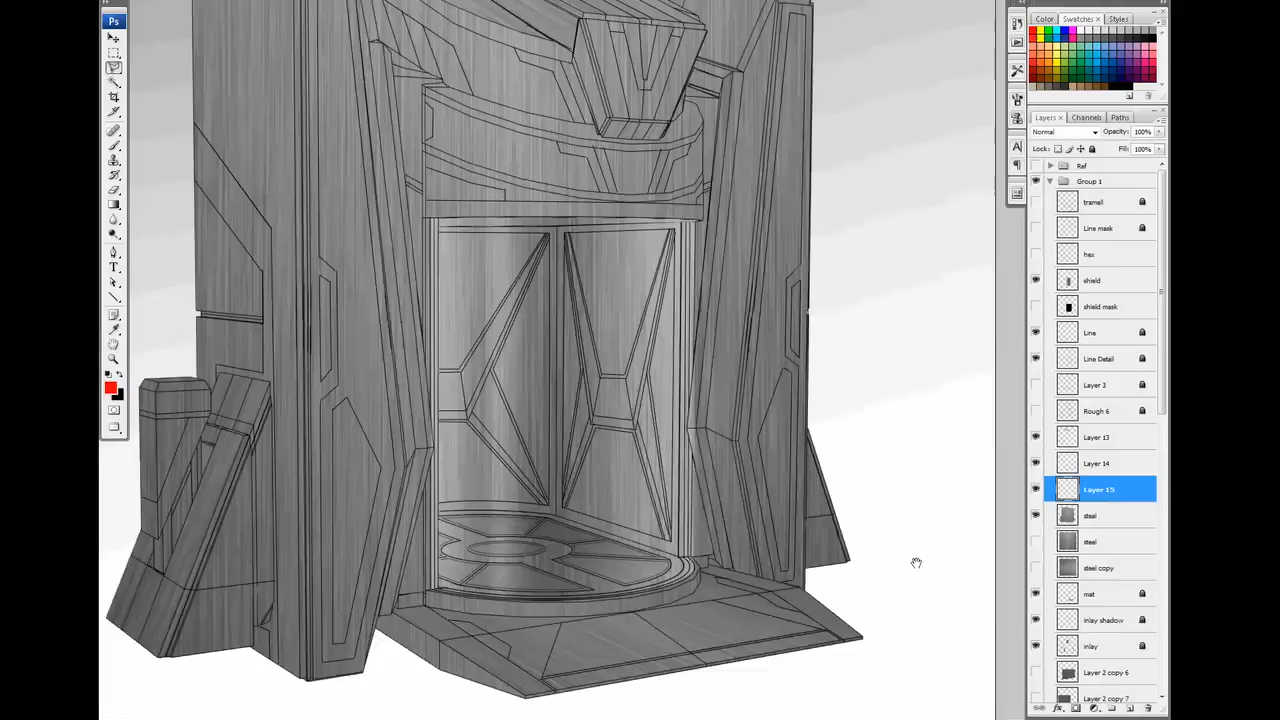 Ps
Color Swatches × Styles
Layers × Channels Paths
Normal Opacity: 100%
Lock: Fill: 100%
Ref
Group 1
tramell
Line mask
hex
shield
shield mask
Line
Line Detail
Layer 3
Rough 6
Layer 13
Layer 14
Layer 15
steal
steel
steel copy
mat
inlay shadow
inlay
Layer 2 copy 6
Layer 2 copy 7
T
A
fx